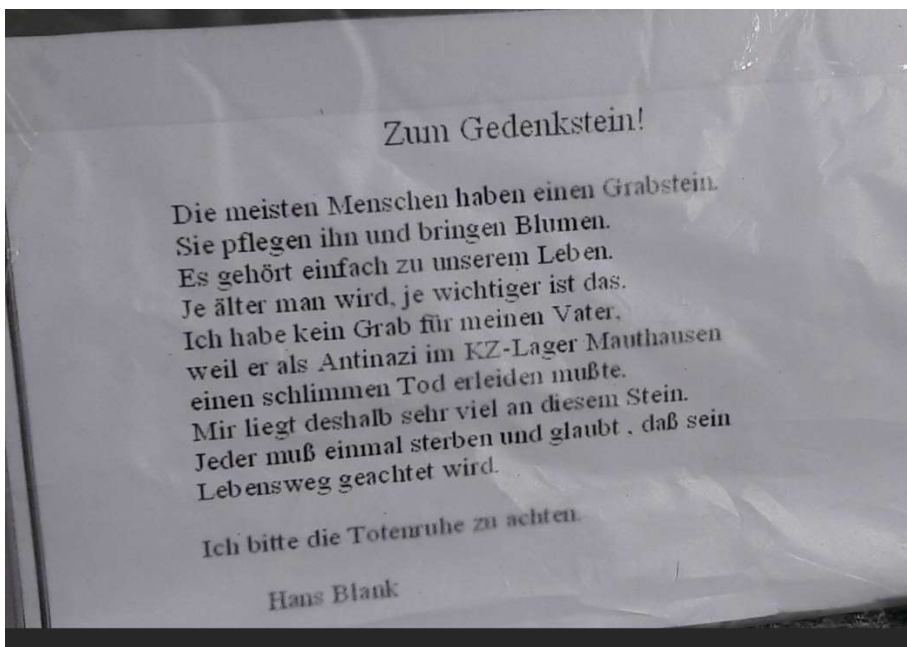 Zum Gedenkstein!
Die meisten Menschen haben einen Grabstein.
Sie pflegen ihn und bringen Blumen.
Es gehört einfach zu unserem Leben.
Je älter man wird, je wichtiger ist das.
Ich habe kein Grab für meinen Vater,
weil er als Antinazi im KZ-Lager Mauthausen
einen schlimmen Tod erleiden mußte.
Mir liegt deshalb sehr viel an diesem Stein.
Jeder muß einmal sterben und glaubt , daß sein
Lebensweg geachtet wird.
Ich bitte die Totenruhe zu achten.
Hans Blank